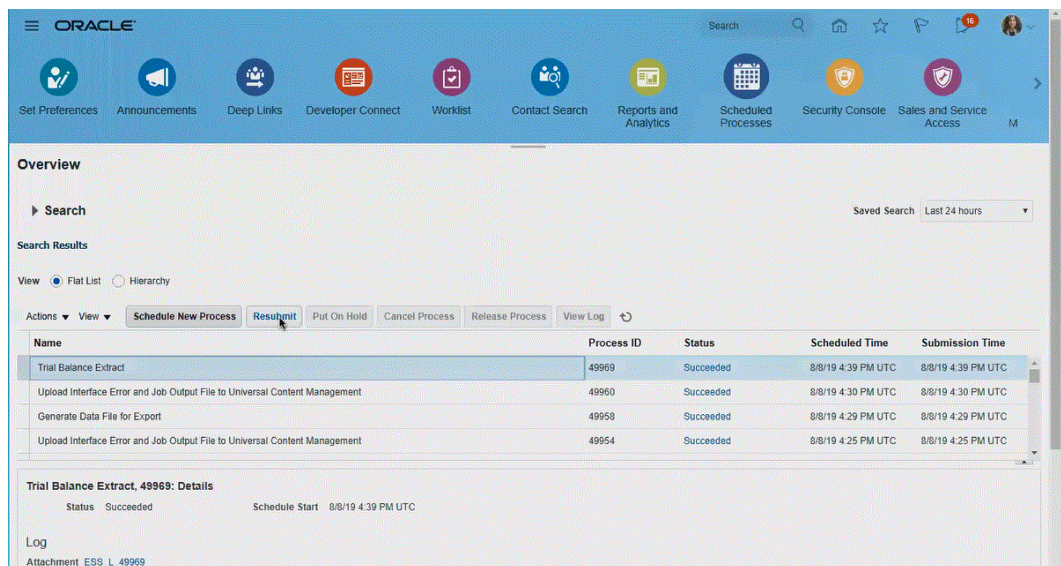 ORACLE
Search
16
Set Preferences
Announcements
Deep Links
Developer Connect
Worklist
Contact Search
Reports and
Analytics
Scheduled
Processes
Security Console
Sales and Service
Access
M
Overview
Search
Saved Search Last 24 hours
Search Results
View Flat List Hierarchy
Actions View Schedule New Process Resubmit Put On Hold Cancel Process Release Process View Log
Name Process ID Status Scheduled Time Submission Time
Trial Balance Extract 49969 Succeeded 8/8/19 4:39 PM UTC 8/8/19 4:39 PM UTC
Upload Interface Error and Job Output File to Universal Content Management 49960 Succeeded 8/8/19 4:30 PM UTC 8/8/19 4:30 PM UTC
Generate Data File for Export 49958 Succeeded 8/8/19 4:29 PM UTC 8/8/19 4:29 PM UTC
Upload Interface Error and Job Output File to Universal Content Management 49954 Succeeded 8/8/19 4:25 PM UTC 8/8/19 4:25 PM UTC
Trial Balance Extract, 49969: Details
Status Succeeded Schedule Start 8/8/19 4:39 PM UTC
Log
Attachment ESS_L_49969